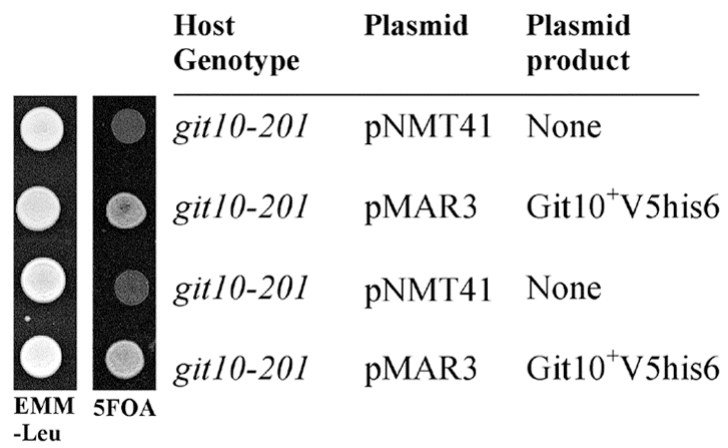 Host Genotype Plasmid Plasmid product
git10-201 pNMT41 None
git10-201 pMAR3 Git10⁺V5his6
git10-201 pNMT41 None
git10-201 pMAR3 Git10⁺V5his6
EMM -Leu 5FOA